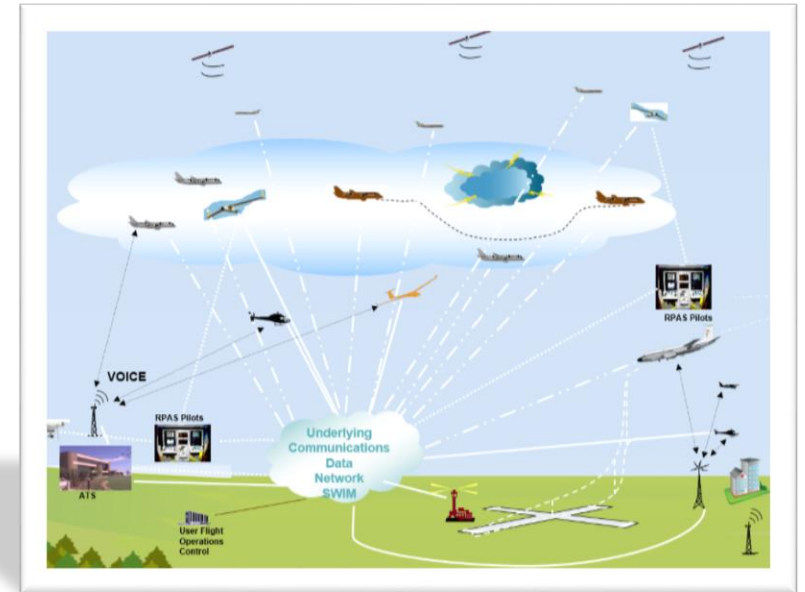 RPAS Pilots
VOICE
RPAS Pilots
Underlying
Communications
Data
Network
SWIM
ATS
User Flight
Operations
Control